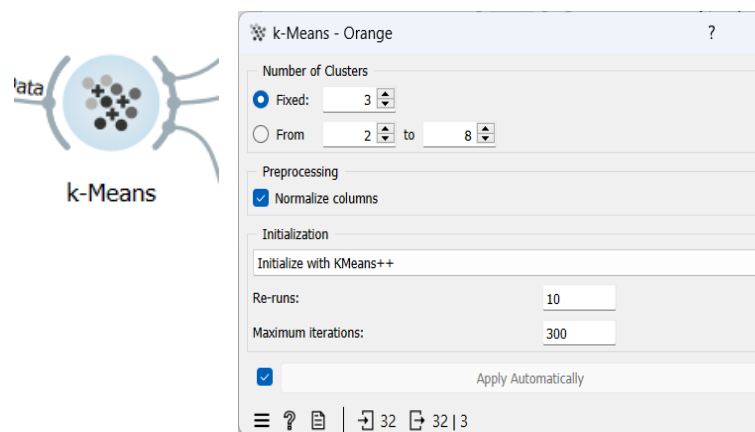 ata
k-Means
k-Means - Orange ?
Number of Clusters
Fixed: 3
From 2 to 8
Preprocessing
Normalize columns
Initialization
Initialize with KMeans++
Re-runs: 10
Maximum iterations: 300
Apply Automatically
? 32 32 | 3